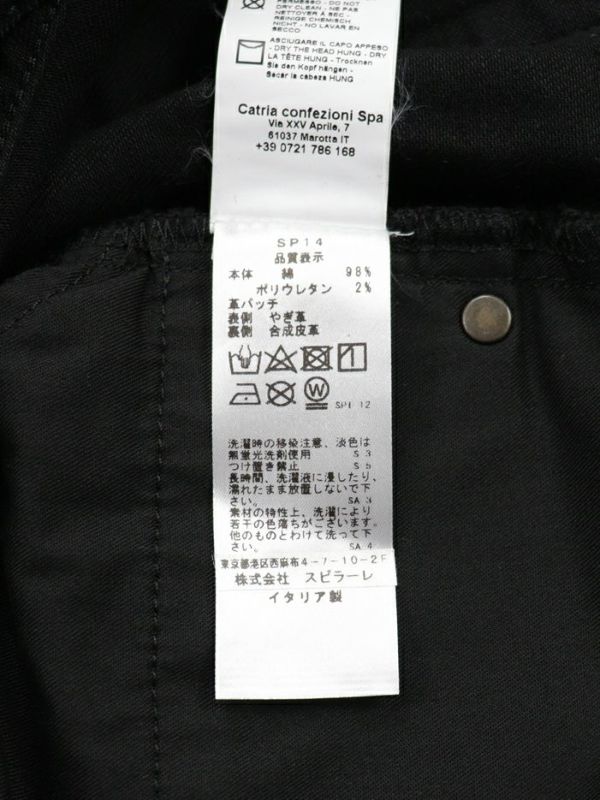 PERMESSO - DO NOT
DRY CLEAN - NE PAS
NETTOYER À SEC -
REINIGE CHEMISCH
NICHT - NO LAVAR EN
SECCO
ASCIUGARE IL CAPO APPESO
- DRY THE HEAD HUNG - DRY
LA TÊTE HUNG - Trocknen
Sie den Kopf hängen -
Secar la cabeza HUNG
Catria confezioni Spa
Via XXV Aprile, 7
61037 Marotta IT
+39 0721 786 168
SP14
品質表示
本体 綿 98%
ポリウレタン 2%
革パッチ
表側 やぎ革
裏側 合成皮革
W
SPI 12
洗濯時の移染注意、淡色は
無蛍光洗剤使用 S 3
つけ置き禁止 S 5
長時間、洗濯液に浸したり、
濡れたまま放置しないで下
さい。 SA 3
素材の特性上、洗濯により
若干の色落ちがございます。
他のものとわけて洗って下
さい。 SA 4
東京都港区西麻布4-7-10-2F
株式会社 スピラーレ
イタリア製